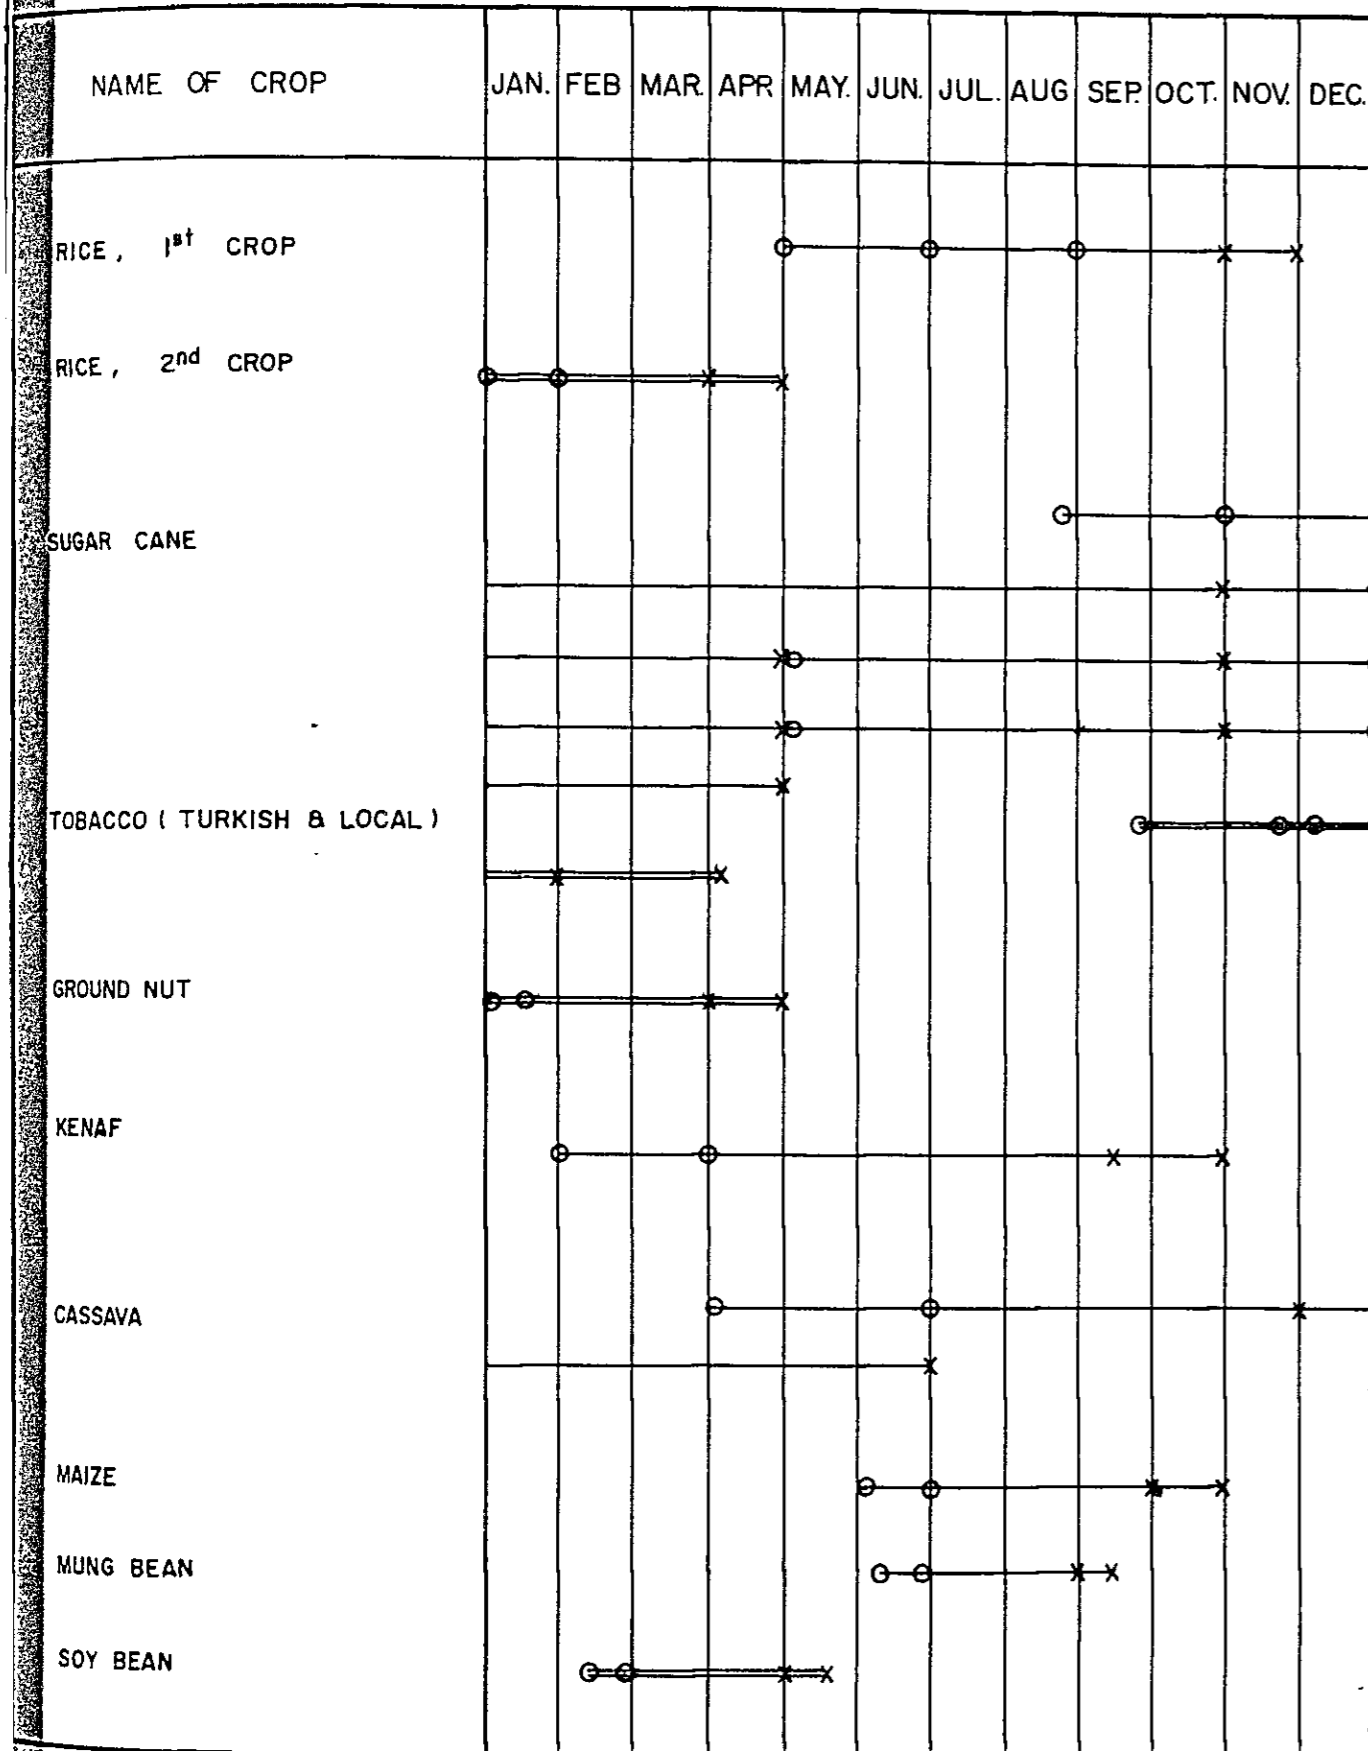 NAME OF CROP JAN. FEB MAR. APR MAY. JUN. JUL. AUG SEP. OCT. NOV. DEC.
RICE, 1st CROP
RICE, 2nd CROP
SUGAR CANE
TOBACCO ( TURKISH & LOCAL )
GROUND NUT
KENAF
CASSAVA
MAIZE
MUNG BEAN
SOY BEAN